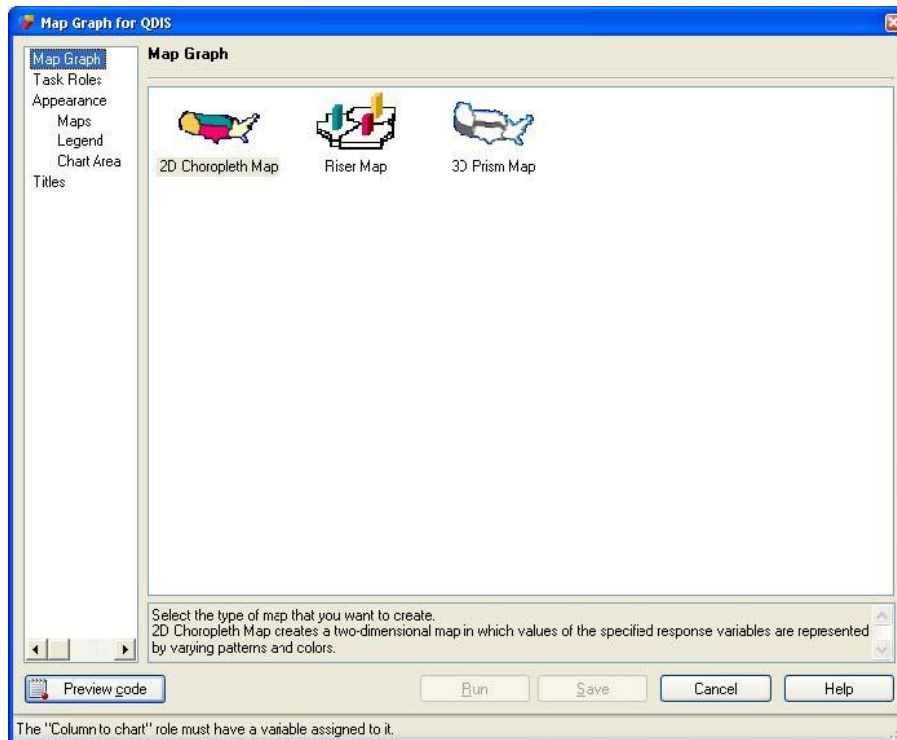 Map Graph for QDIS
Map Graph
Task Roles
Appearance
Maps
Legend
Chart Area
Titles
Map Graph
2D Choropleth Map
Riser Map
3D Prism Map
Select the type of map that you want to create.
2D Choropleth Map creates a two-dimensional map in which values of the specified response variables are represented
by varying patterns and colors.
Preview code
Run
Save
Cancel
Help
The "Column to chart" role must have a variable assigned to it.